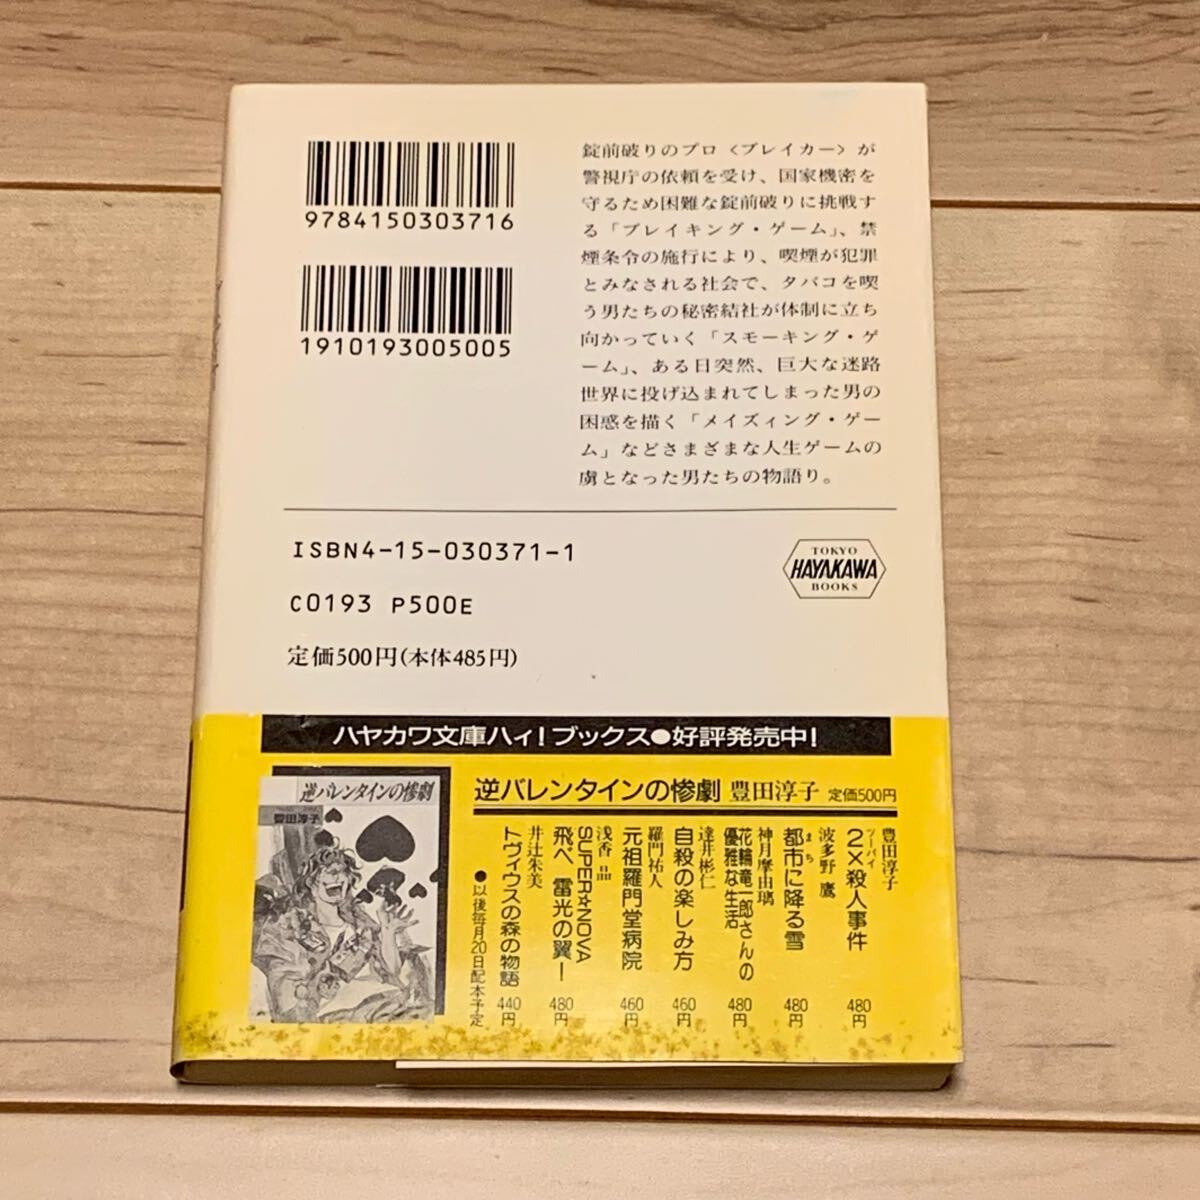 9784150303716
1910193005005
錠前破りのプロ〈ブレイカー〉が
警視庁の依頼を受け、国家機密を
守るため困難な錠前破りに挑戦す
る「ブレイキング・ゲーム」、禁
煙条令の施行により、喫煙が犯罪
とみなされる社会で、タバコを喫
う男たちの秘密結社が体制に立ち
向かっていく「スモーキング・ゲ
ーム」、ある日突然、巨大な迷路
世界に投げ込まれてしまった男の
困惑を描く「メイズィング・ゲー
ム」などさまざまな人生ゲームの
虜となった男たちの物語り。
ISBN4-15-030371-1
C0193 P500E
定価500円(本体485円)
TOKYO
HAYAKAWA
BOOKS
ハヤカワ文庫ハィ!ブックス●好評発売中!
逆バレンタインの惨劇
豊田淳子
逆バレンタインの惨劇 豊田淳子 定価500円
豊田淳子
2×殺人事件 480円
ツーバイ
波多野 鷹
都市に降る雪 480円
まち
神月摩由璃
花輪竜一郎さんの
優雅な生活 480円
達井彬仁
自殺の楽しみ方 460円
羅門祐人
元祖羅門堂病院 460円
浅香 晶
SUPER☆NOVA
飛べ 雷光の翼! 480円
井辻朱美
トヴィウスの森の物語 440円
●以後毎月20日配本予定